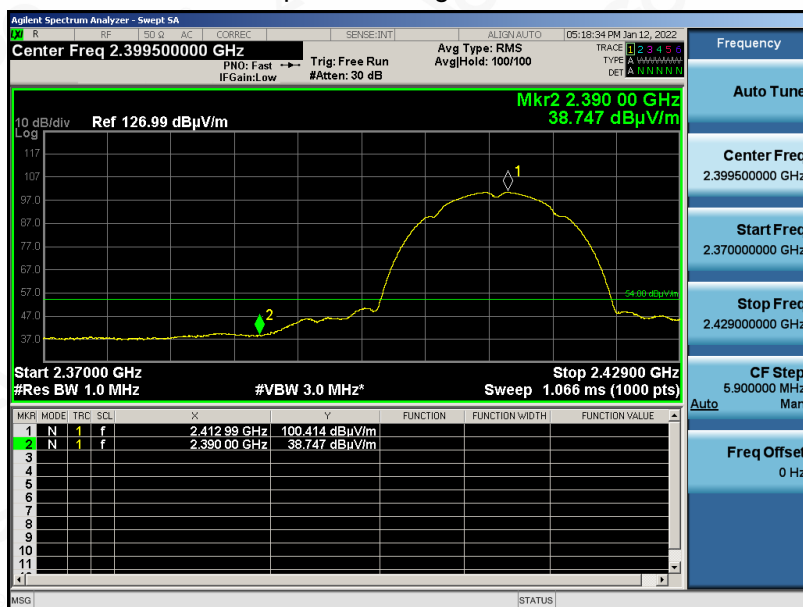 Agilent Spectrum Analyzer - Swept SA
LXI R RF 50 Ω AC CORREC SENSE:INT ALIGN AUTO 05:18:34 PM Jan 12, 2022
Center Freq 2.399500000 GHz
PNO: Fast
IFGain:Low
Trig: Free Run
#Atten: 30 dB
Avg Type: RMS
Avg|Hold: 100/100
TRACE 1 2 3 4 5 6
TYPE A WWWWW
DET A N N N N N
Mkr2 2.390 00 GHz
38.747 dBµV/m
10 dB/div Ref 126.99 dBµV/m
Log
117
107
97.0
87.0
77.0
67.0
57.0
47.0
37.0
1
2
54.00 dBµV/m
Start 2.37000 GHz Stop 2.42900 GHz
#Res BW 1.0 MHz #VBW 3.0 MHz* Sweep 1.066 ms (1000 pts)
MKR MODE TRC SCL X Y FUNCTION FUNCTION WIDTH FUNCTION VALUE
1 N 1 f 2.412 99 GHz 100.414 dBµV/m
2 N 1 f 2.390 00 GHz 38.747 dBµV/m
3
4
5
6
7
8
9
10
11
MSG STATUS
Frequency
Auto Tune
Center Freq
2.399500000 GHz
Start Freq
2.370000000 GHz
Stop Freq
2.429000000 GHz
CF Step
5.900000 MHz
Auto Man
Freq Offset
0 Hz